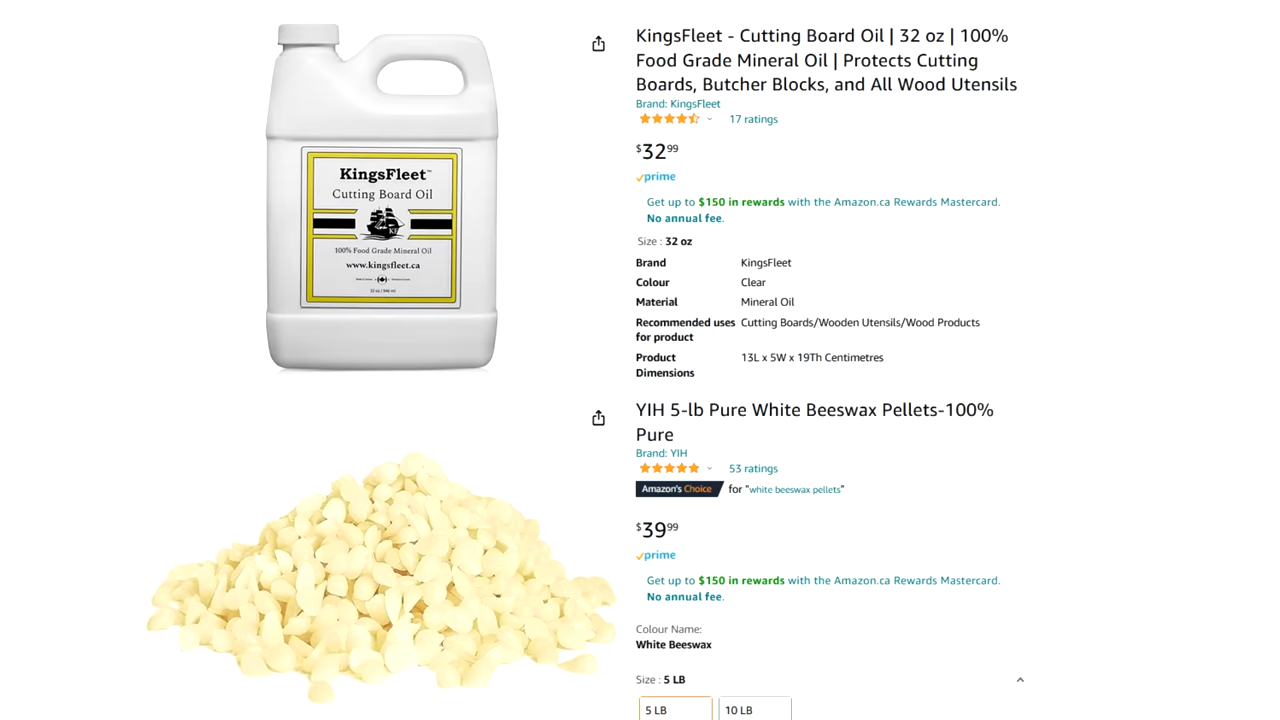 KingsFleet™
Cutting Board Oil
100% Food Grade Mineral Oil
www.kingsfleet.ca
32 oz / 946 ml
KingsFleet - Cutting Board Oil | 32 oz | 100%
Food Grade Mineral Oil | Protects Cutting
Boards, Butcher Blocks, and All Wood Utensils
Brand: KingsFleet
17 ratings
$32.99
prime
Get up to $150 in rewards with the Amazon.ca Rewards Mastercard.
No annual fee.
Size : 32 oz
Brand KingsFleet
Colour Clear
Material Mineral Oil
Recommended uses Cutting Boards/Wooden Utensils/Wood Products
for product
Product 13L x 5W x 19Th Centimetres
Dimensions
YIH 5-lb Pure White Beeswax Pellets-100%
Pure
Brand: YIH
53 ratings
Amazon's Choice for "white beeswax pellets"
$39.99
prime
Get up to $150 in rewards with the Amazon.ca Rewards Mastercard.
No annual fee.
Colour Name:
White Beeswax
Size : 5 LB
5 LB 10 LB